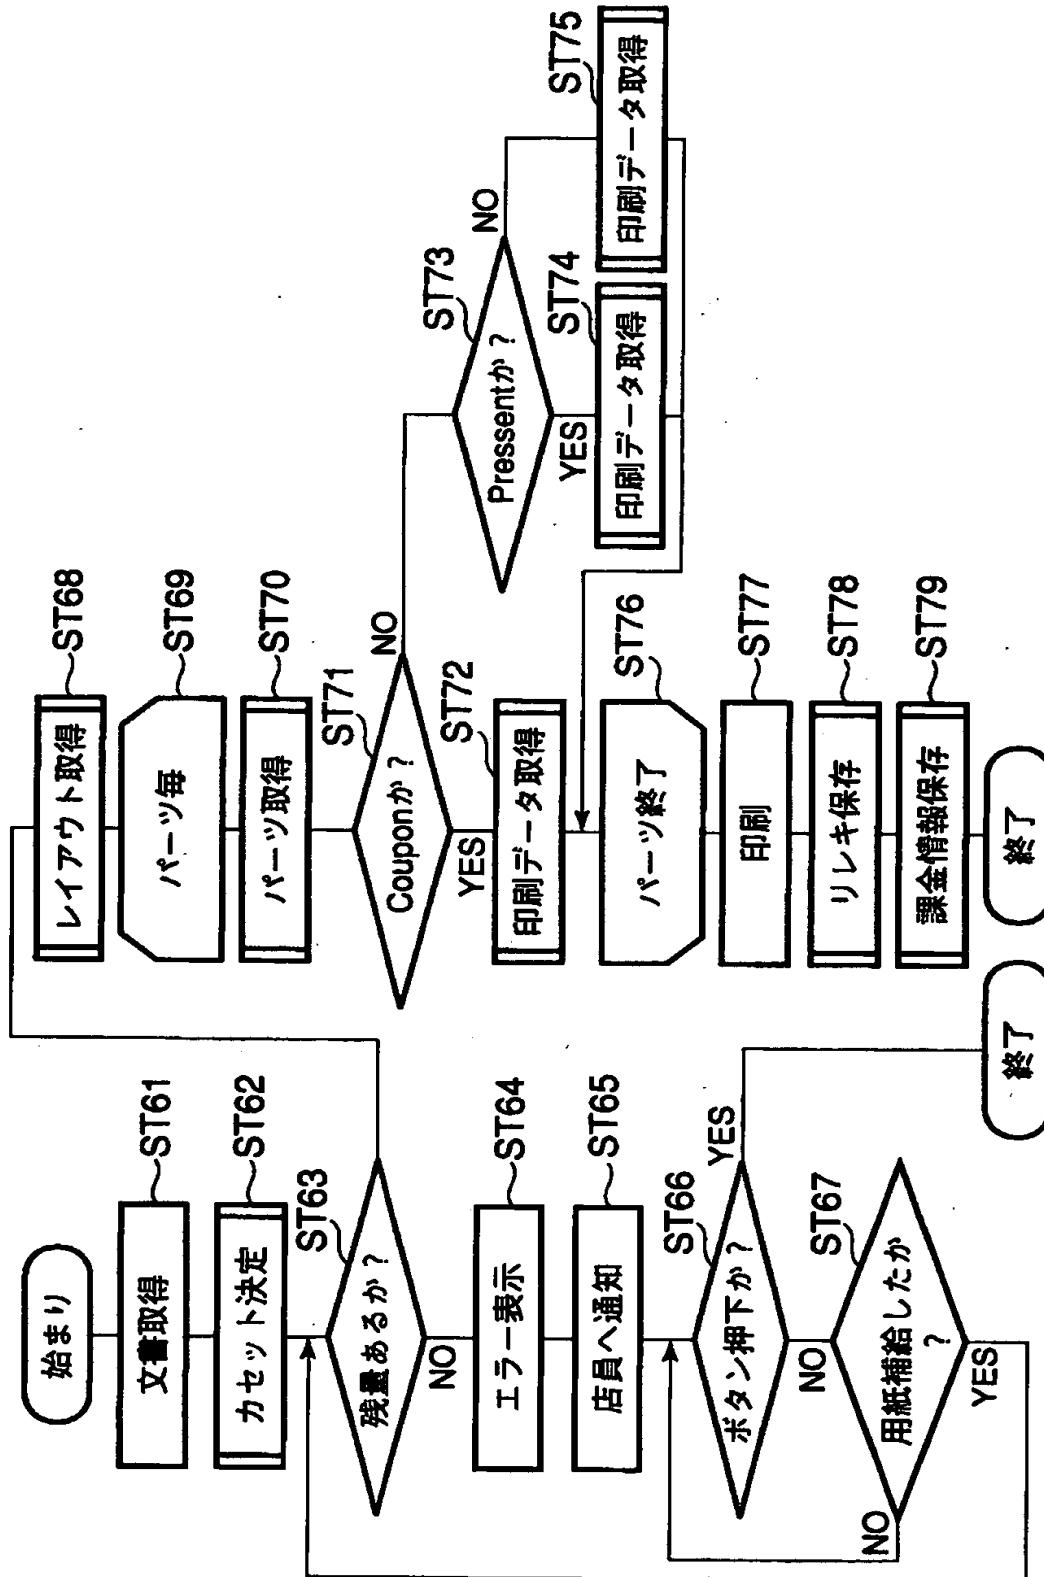 始まり
文書取得
ST61
カセット決定
ST62
残量あるか？
ST63
NO
エラー表示
ST64
店員へ通知
ST65
ボタン押下か？
ST66
YES
NO
用紙補給したか
？
ST67
NO
YES
終了
レイアウト取得
ST68
パーツ毎
ST69
パーツ取得
ST70
Couponか？
ST71
NO
YES
印刷データ取得
ST72
Pressentか？
ST73
NO
YES
印刷データ取得
ST74
印刷データ取得
ST75
パーツ終了
ST76
印刷
ST77
リレキ保存
ST78
課金情報保存
ST79
終了